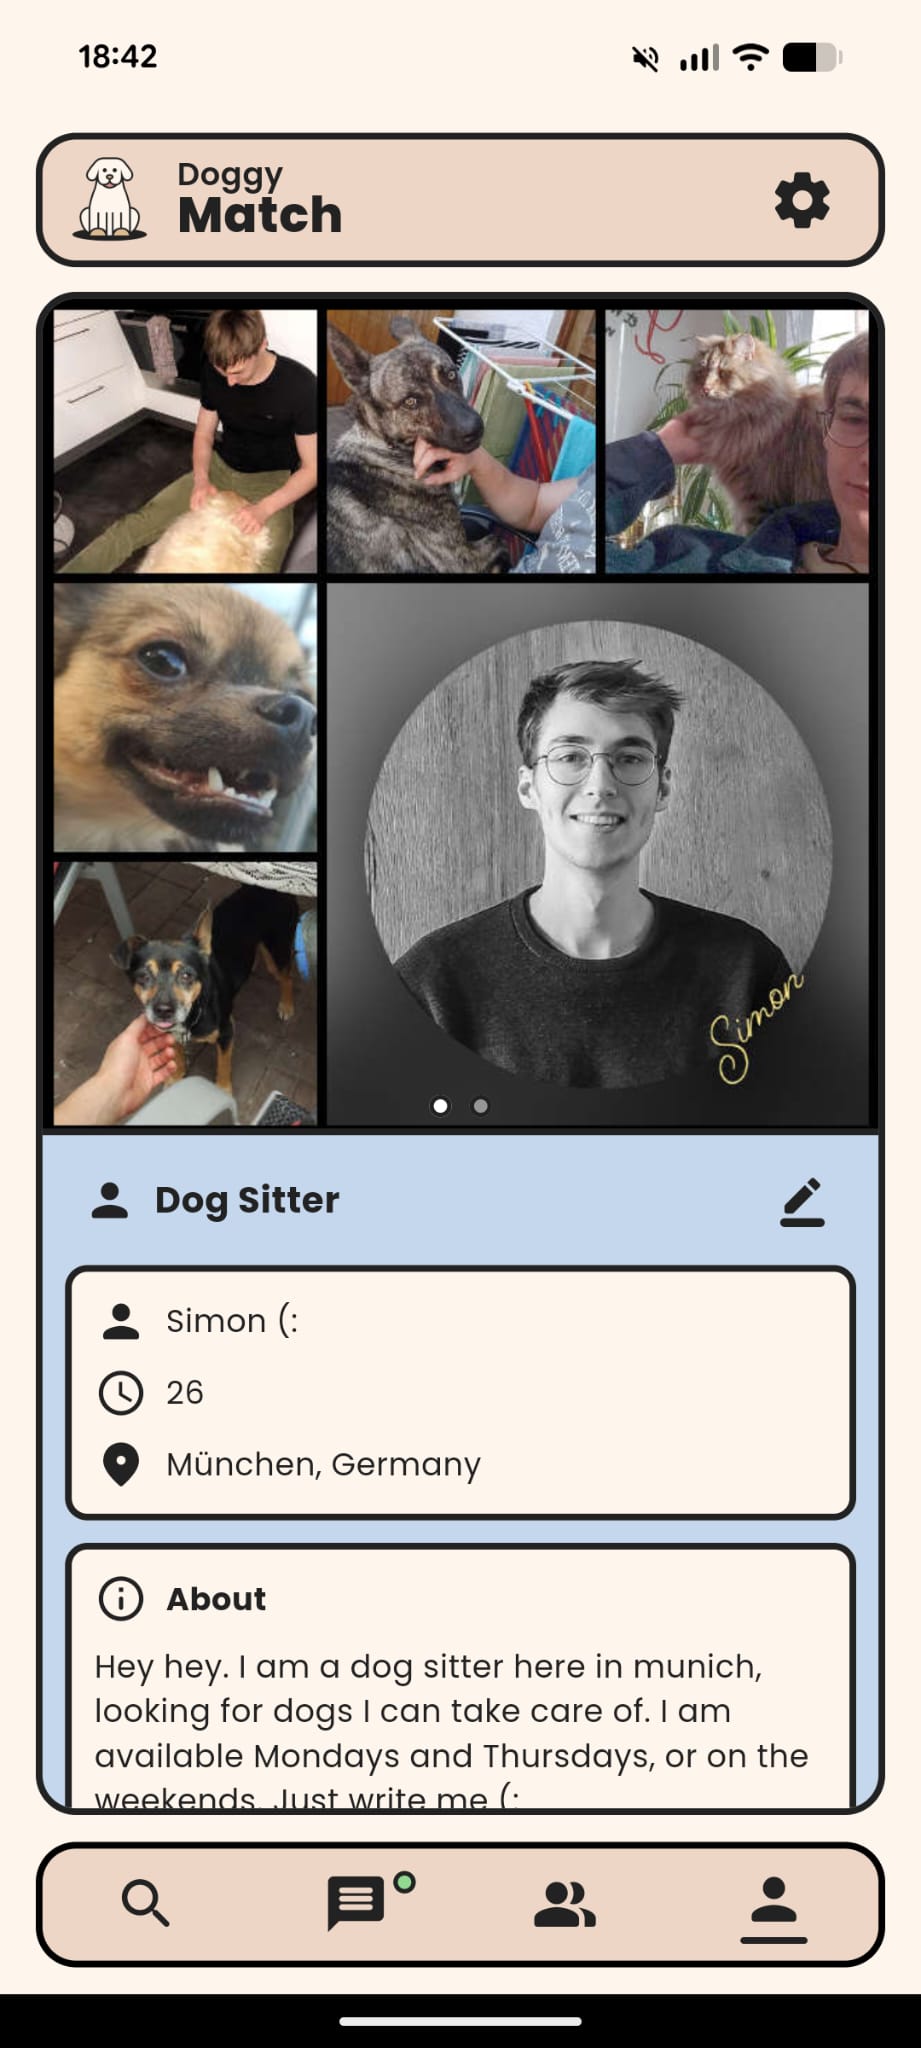 18:42
Doggy
Match
Simon
Dog Sitter
Simon (:
26
München, Germany
About
Hey hey. I am a dog sitter here in munich,
looking for dogs I can take care of. I am
available Mondays and Thursdays, or on the
weekends. Just write me (: